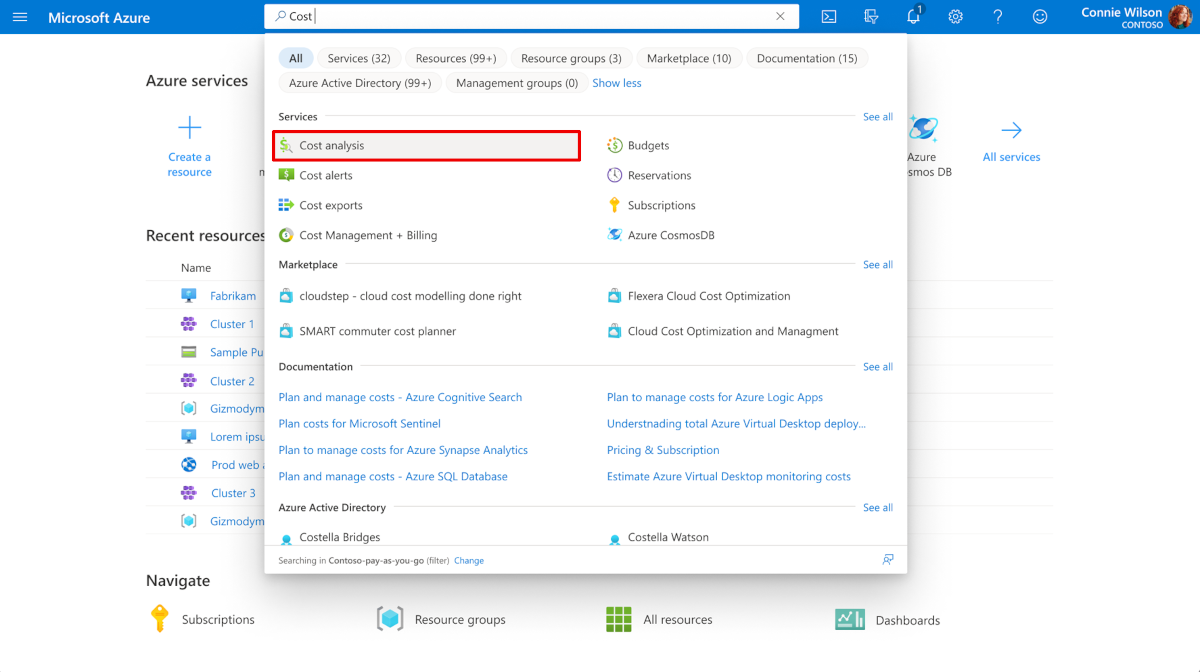 Microsoft Azure
Cost
1
Connie Wilson
CONTOSO
All
Services (32)
Resources (99+)
Resource groups (3)
Marketplace (10)
Documentation (15)
Azure Active Directory (99+)
Management groups (0)
Show less
Azure services
Create a
resource
Azure
smos DB
All services
Services
See all
Cost analysis
Budgets
Cost alerts
Reservations
Cost exports
Subscriptions
Cost Management + Billing
Azure CosmosDB
Marketplace
See all
cloudstep - cloud cost modelling done right
Flexera Cloud Cost Optimization
SMART commuter cost planner
Cloud Cost Optimization and Managment
Documentation
See all
Plan and manage costs - Azure Cognitive Search
Plan to manage costs for Azure Logic Apps
Plan costs for Microsoft Sentinel
Understnading total Azure Virtual Desktop deploy...
Plan to manage costs for Azure Synapse Analytics
Pricing & Subscription
Plan and manage costs - Azure SQL Database
Estimate Azure Virtual Desktop monitoring costs
Azure Active Directory
See all
Costella Bridges
Costella Watson
Searching in Contoso-pay-as-you-go (filter) Change
Recent resources
Name
Fabrikam
Cluster 1
Sample Pu
Cluster 2
Gizmodym
Lorem ipsu
Prod web
Cluster 3
Gizmodym
Navigate
Subscriptions
Resource groups
All resources
Dashboards